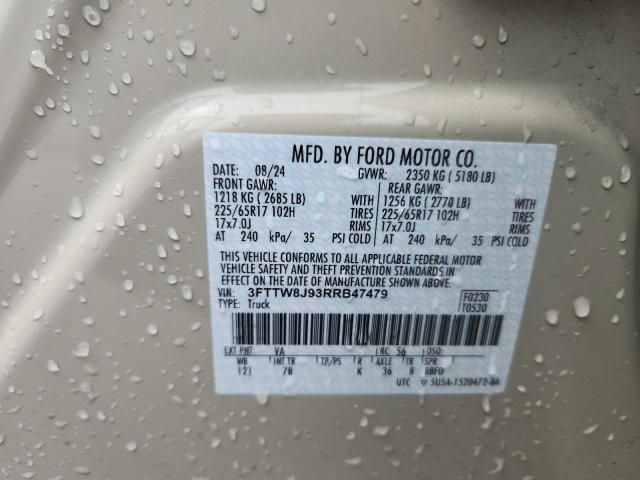 MFD. BY FORD MOTOR CO.
DATE: 08/24 GVWR: 2350 KG ( 5180 LB)
FRONT GAWR: REAR GAWR:
1218 KG ( 2685 LB) WITH 1256 KG ( 2770 LB) WITH
225/65R17 102H TIRES 225/65R17 102H TIRES
17x7.0J RIMS 17x7.0J RIMS
AT 240 kPa/ 35 PSI COLD AT 240 kPa/ 35 PSI COLD
THIS VEHICLE CONFORMS TO ALL APPLICABLE FEDERAL MOTOR
VEHICLE SAFETY AND THEFT PREVENTION STANDARDS IN
EFFECT ON THE DATE OF MANUFACTURE SHOWN ABOVE.
VIN: 3FTTW8J93RRB47479 F0230
TYPE: Truck T0530
EXT PNT: VA RC: 56 DSO:
WB INT TR TP/PS R AXLE TR SPR
121 7B K 36 8 BBFO
UTC 5U5A-1520472-BA